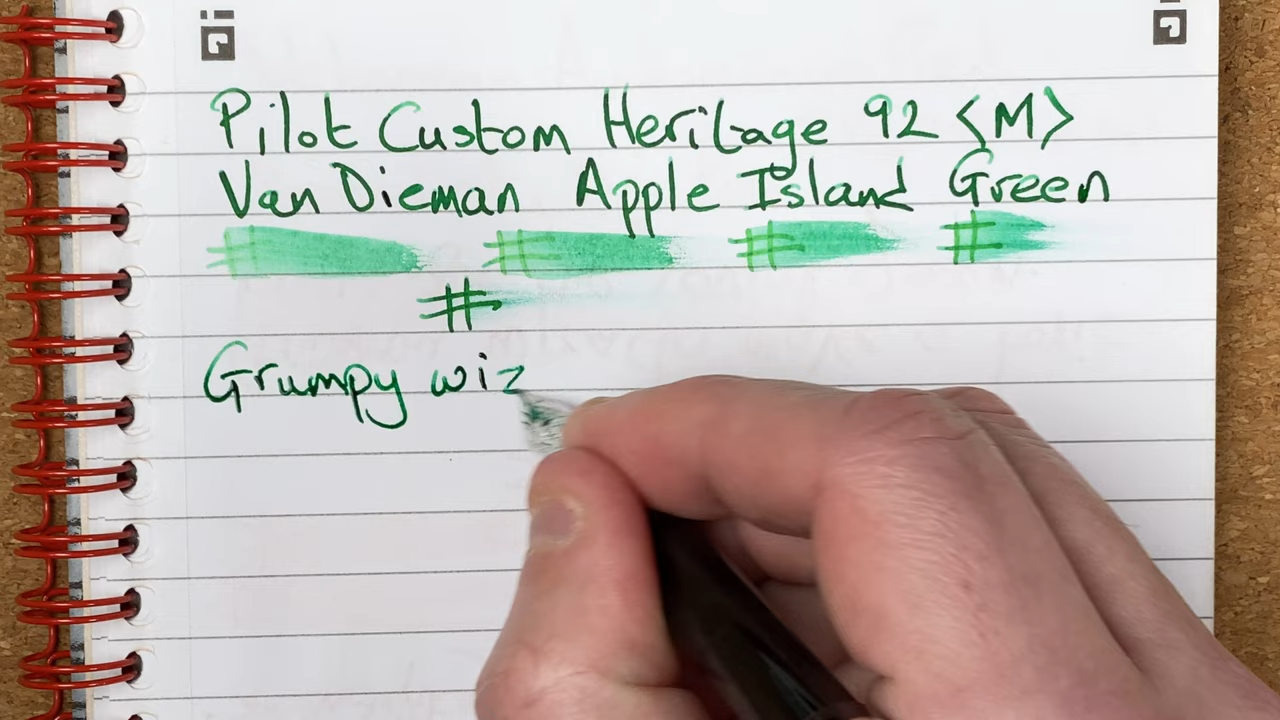 Pilot Custom Heritage 92 <M>
Van Dieman Apple Island Green
# # # #
#
Grumpy wiz